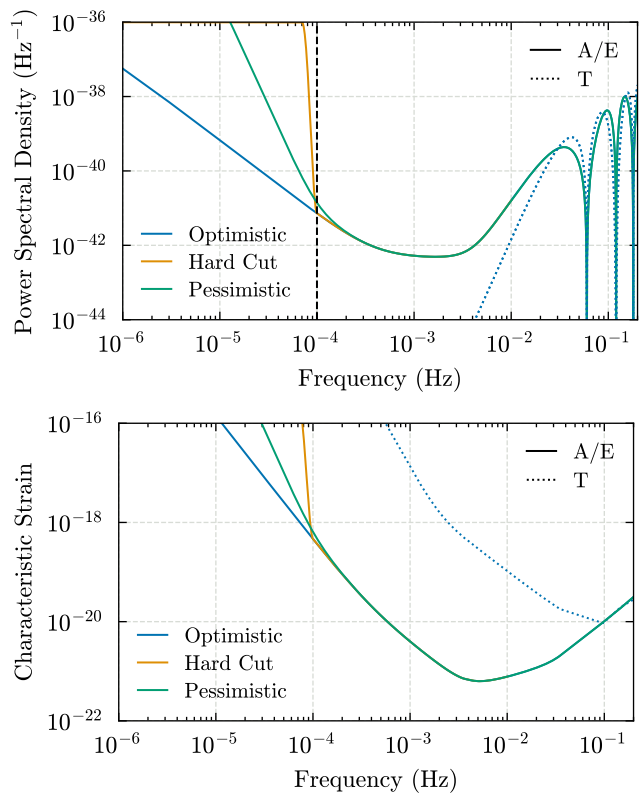 10⁻³⁶
10⁻³⁸
10⁻⁴⁰
10⁻⁴²
10⁻⁴⁴
Power Spectral Density (Hz⁻¹)
A/E
T
Optimistic
Hard Cut
Pessimistic
10⁻⁶ 10⁻⁵ 10⁻⁴ 10⁻³ 10⁻² 10⁻¹
Frequency (Hz)
10⁻¹⁶
10⁻¹⁸
10⁻²⁰
10⁻²²
Characteristic Strain
A/E
T
Optimistic
Hard Cut
Pessimistic
10⁻⁶ 10⁻⁵ 10⁻⁴ 10⁻³ 10⁻² 10⁻¹
Frequency (Hz)